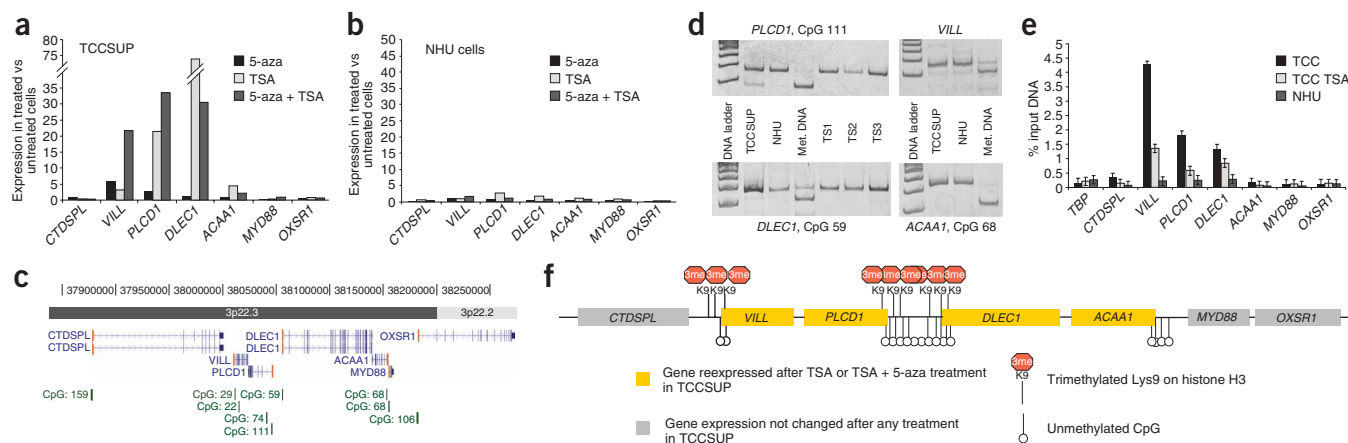 a
TCCSUP
5-aza
TSA
5-aza + TSA
Expression in treated vs
untreated cells
80
75
35
30
25
20
15
10
5
0
CTDSPL
VILL
PLCD1
DLEC1
ACAA1
MYD88
OXSR1
b
NHU cells
5-aza
TSA
5-aza + TSA
Expression in treated vs
untreated cells
50
45
40
35
30
25
20
15
10
5
0
CTDSPL
VILL
PLCD1
DLEC1
ACAA1
MYD88
OXSR1
c
37900000 37950000 38000000 38050000 38100000 38150000 38200000 38250000
3p22.3 3p22.2
CTDSPL DLEC1 OXSR1
CTDSPL DLEC1
VILL ACAA1
PLCD1 MYD88
CpG: 159 CpG: 29 CpG: 59 CpG: 68
CpG: 22 CpG: 68
CpG: 74 CpG: 106
CpG: 111
d
PLCD1, CpG 111
VILL
DNA ladder
TCCSUP
NHU
Met. DNA
TS1
TS2
TS3
DNA ladder
TCCSUP
NHU
Met. DNA
DLEC1, CpG 59
ACAA1, CpG 68
e
TCC
TCC TSA
NHU
% input DNA
5
4.5
4
3.5
3
2.5
2
1.5
1
0.5
0
TBP
CTDSPL
VILL
PLCD1
DLEC1
ACAA1
MYD88
OXSR1
f
3me 3me 3me 3me 3me 3me 3me 3me
K9 K9 K9 K9 K9 K9 K9 K9
CTDSPL VILL PLCD1 DLEC1 ACAA1 MYD88 OXSR1
Gene reexpressed after TSA or TSA + 5-aza treatment
in TCCSUP
Gene expression not changed after any treatment
in TCCSUP
3me
K9
Trimethylated Lys9 on histone H3
Unmethylated CpG